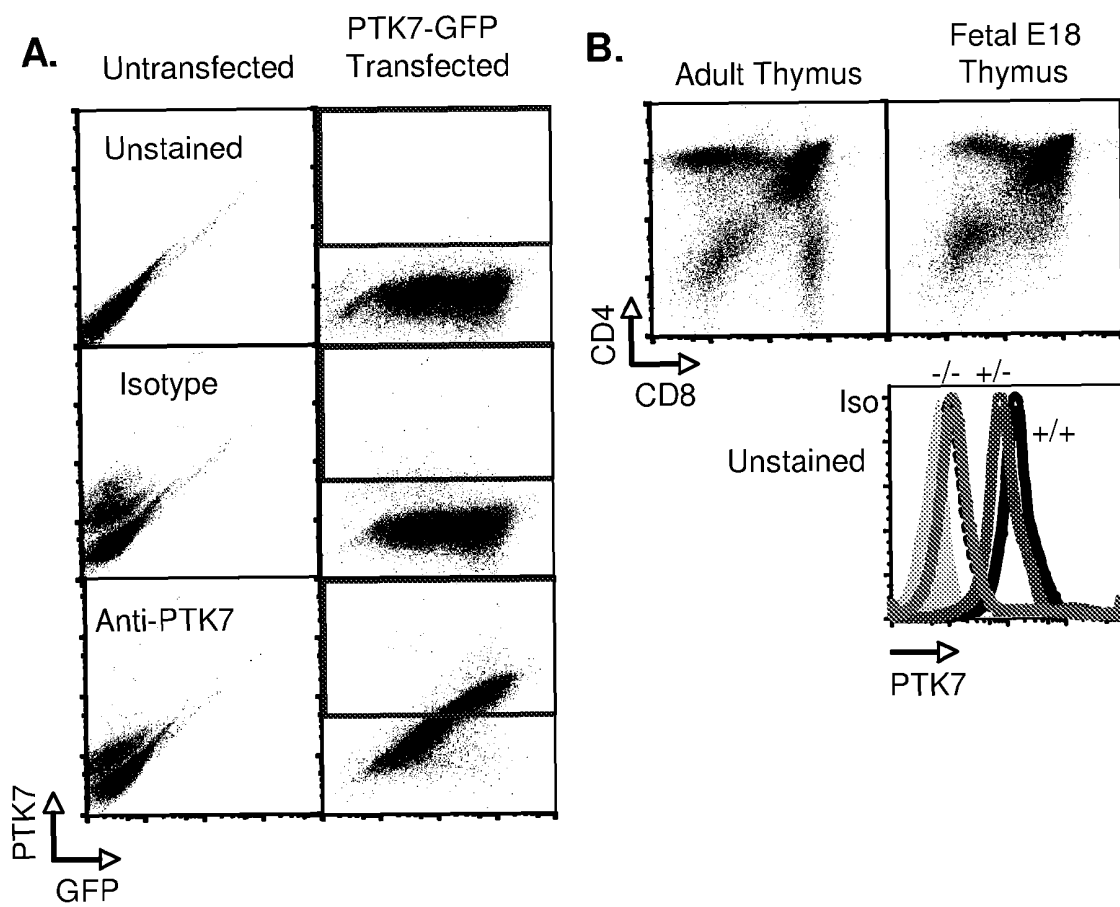 A.
Untransfected
PTK7-GFP
Transfected
Unstained
Isotype
Anti-PTK7
PTK7
GFP
B.
Adult Thymus
Fetal E18
Thymus
CD4
CD8
-/- +/-
Iso
+/+
Unstained
PTK7